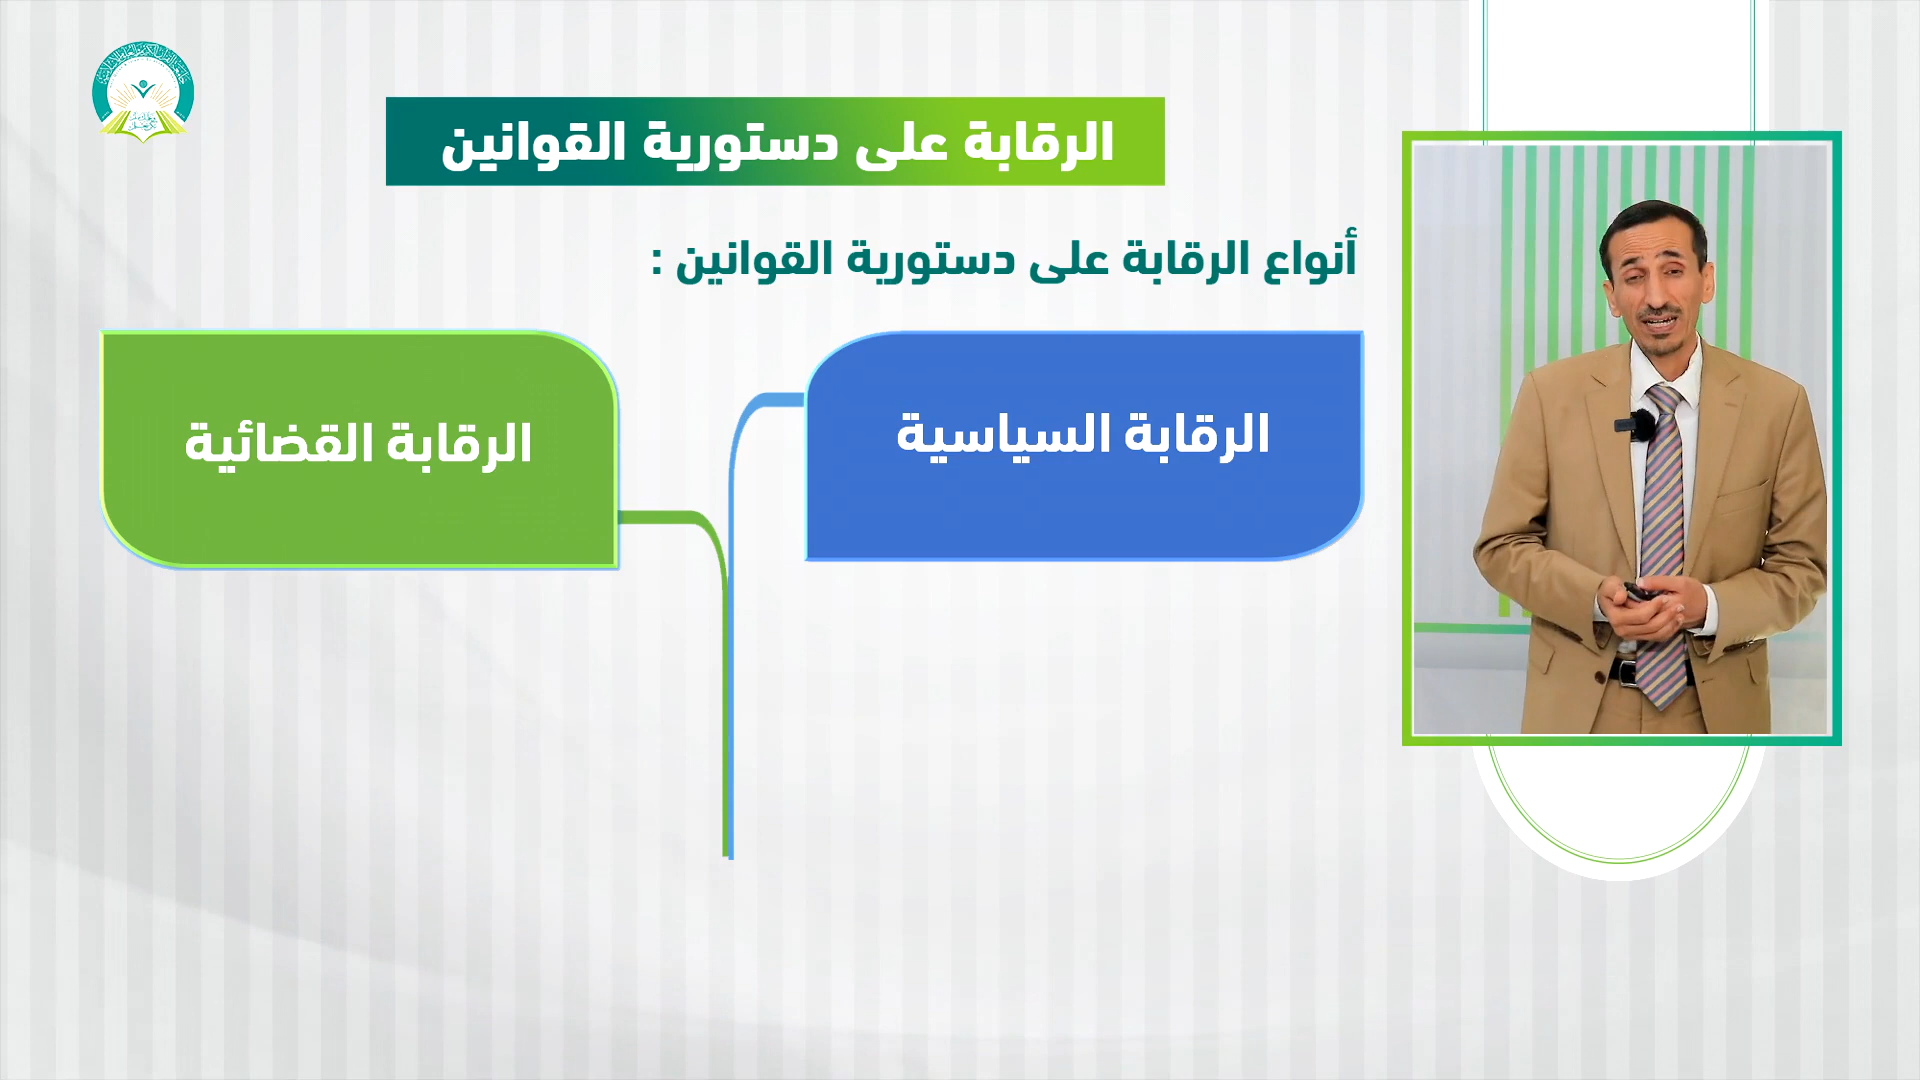 الرقابة على دستورية القوانين
أنواع الرقابة على دستورية القوانين :
الرقابة السياسية
الرقابة القضائية